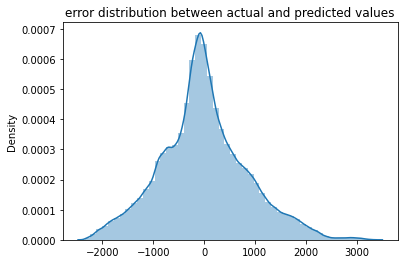 error distribution between actual and predicted values
0.0007
0.0006
0.0005
0.0004
0.0003
0.0002
0.0001
0.0000
Density
−2000 −1000 0 1000 2000 3000